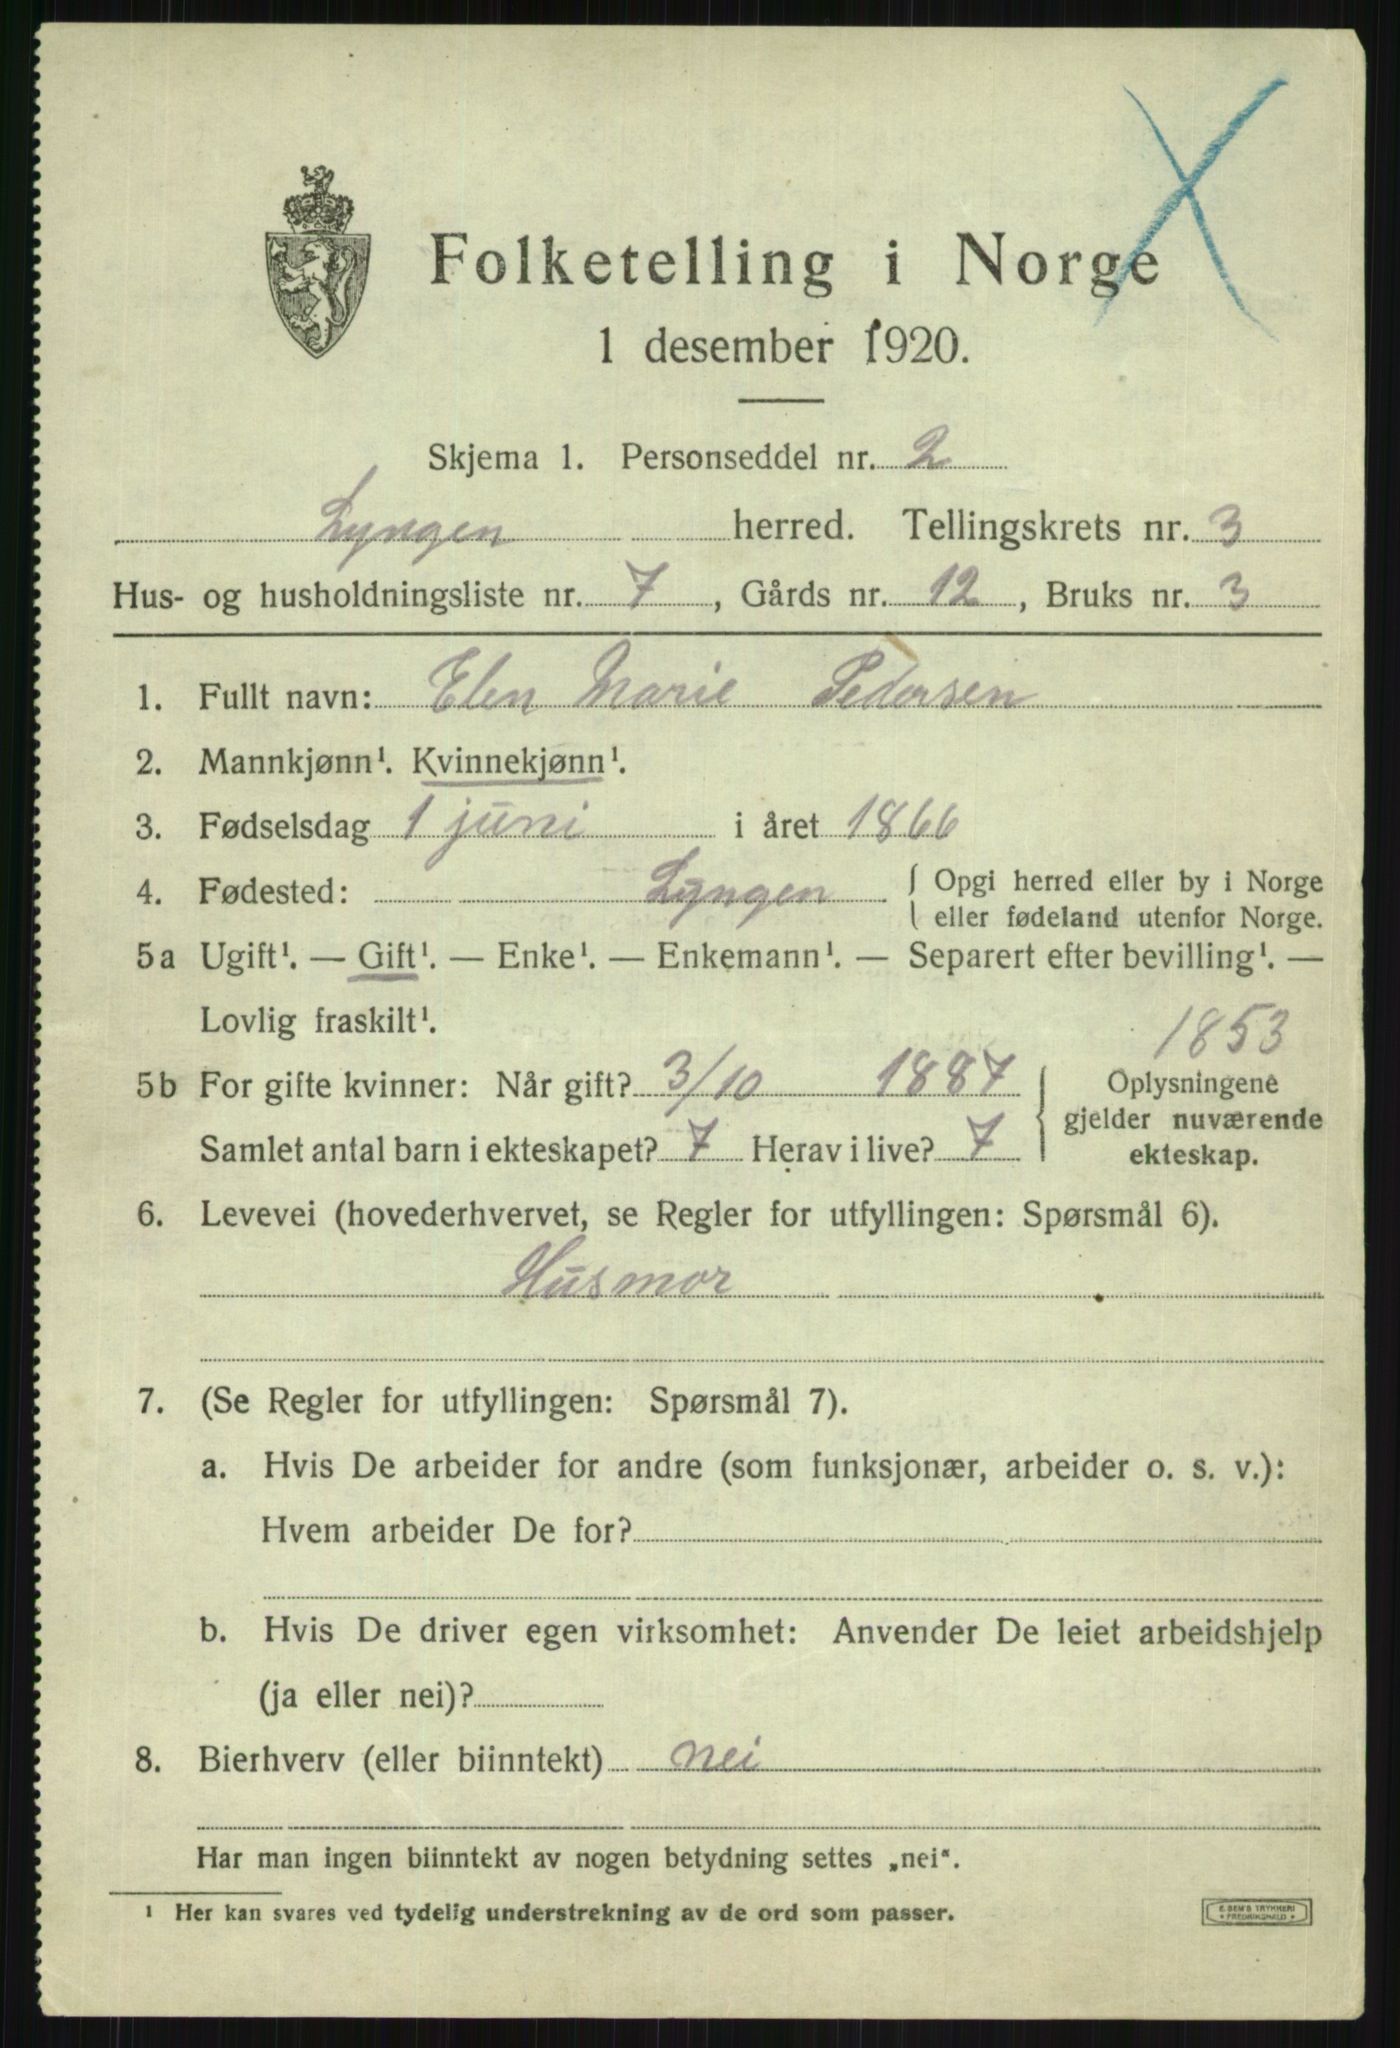 Folketelling i Norge
1 desember 1920.
Skjema 1. Personseddel nr. 2
Lyngen herred. Tellingskrets nr. 3
Hus- og husholdningsliste nr. 7, Gårds nr. 12, Bruks nr. 3
1. Fullt navn: Elen Marie Pedersen
2. Mannkjønn¹. Kvinnekjønn¹.
3. Fødselsdag 1 juni i året 1866
4. Fødested: Lyngen { Opgi herred eller by i Norge
eller fødeland utenfor Norge.
5a Ugift¹. — Gift¹. — Enke¹. — Enkemann¹. — Separert efter bevilling¹. —
Lovlig fraskilt¹.
1853
5b For gifte kvinner: Når gift? 3/10 1887 { Oplysningene
gjelder nuværende
Samlet antal barn i ekteskapet? 7 Herav i live? 7
ekteskap.
6. Levevei (hovederhvervet, se Regler for utfyllingen: Spørsmål 6).
Husmor
7. (Se Regler for utfyllingen: Spørsmål 7).
a. Hvis De arbeider for andre (som funksjonær, arbeider o. s. v.):
Hvem arbeider De for?
b. Hvis De driver egen virksomhet: Anvender De leiet arbeidshjelp
(ja eller nei)?
8. Bierhverv (eller biinntekt) nei
Har man ingen biinntekt av nogen betydning settes „nei“.
¹ Her kan svares ved tydelig understrekning av de ord som passer.
E. SEM'S TRYKKERI
FREDRIKSHALD